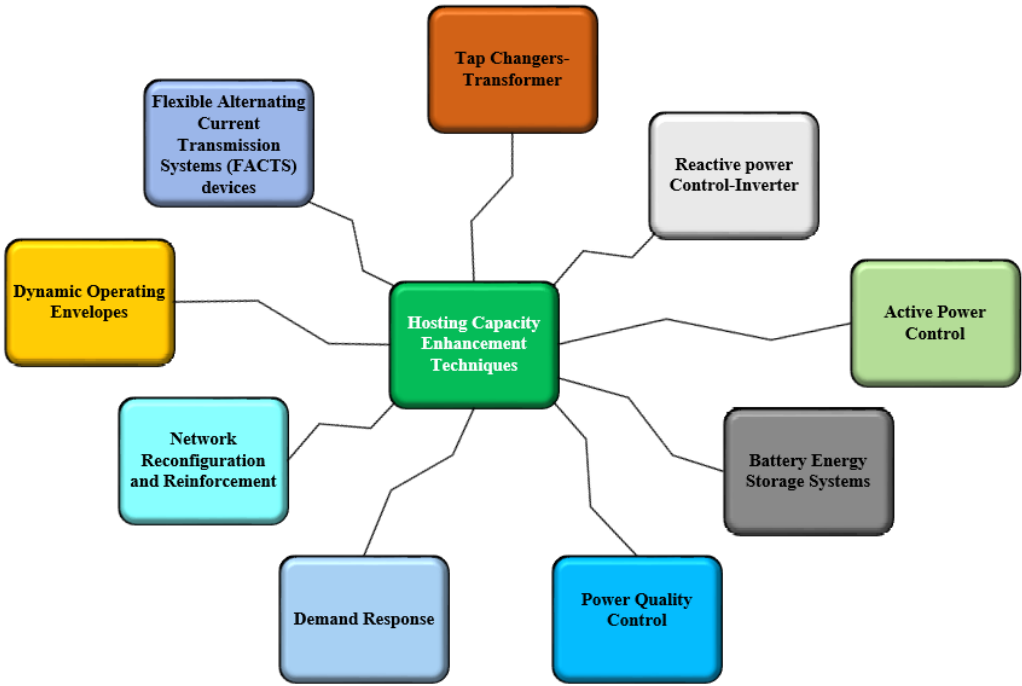 Tap Changers-
Transformer
Flexible Alternating
Current
Transmission
Systems (FACTS)
devices
Reactive power
Control-Inverter
Dynamic Operating
Envelopes
Hosting Capacity
Enhancement
Techniques
Active Power
Control
Network
Reconfiguration
and Reinforcement
Battery Energy
Storage Systems
Demand Response
Power Quality
Control